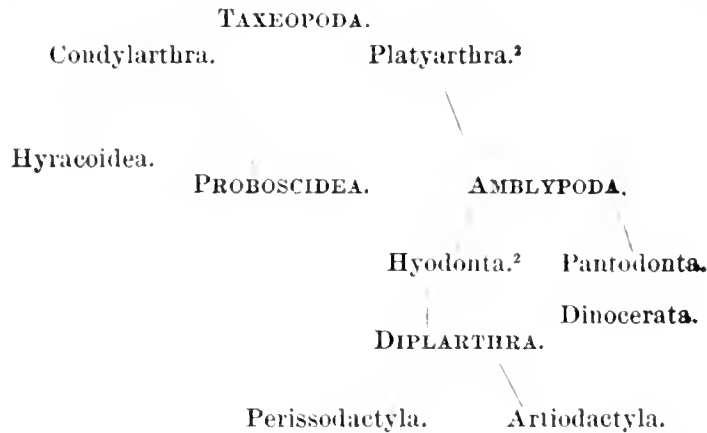 TAXEOPODA.
Condylarthra. Platyarthra.²
Hyracoidea.
PROBOSCIDEA. AMBLYPODA.
Hyodonta.² Pantodonta.
Dinocerata.
DIPLARTHRA.
Perissodactyla. Artiodactyla.